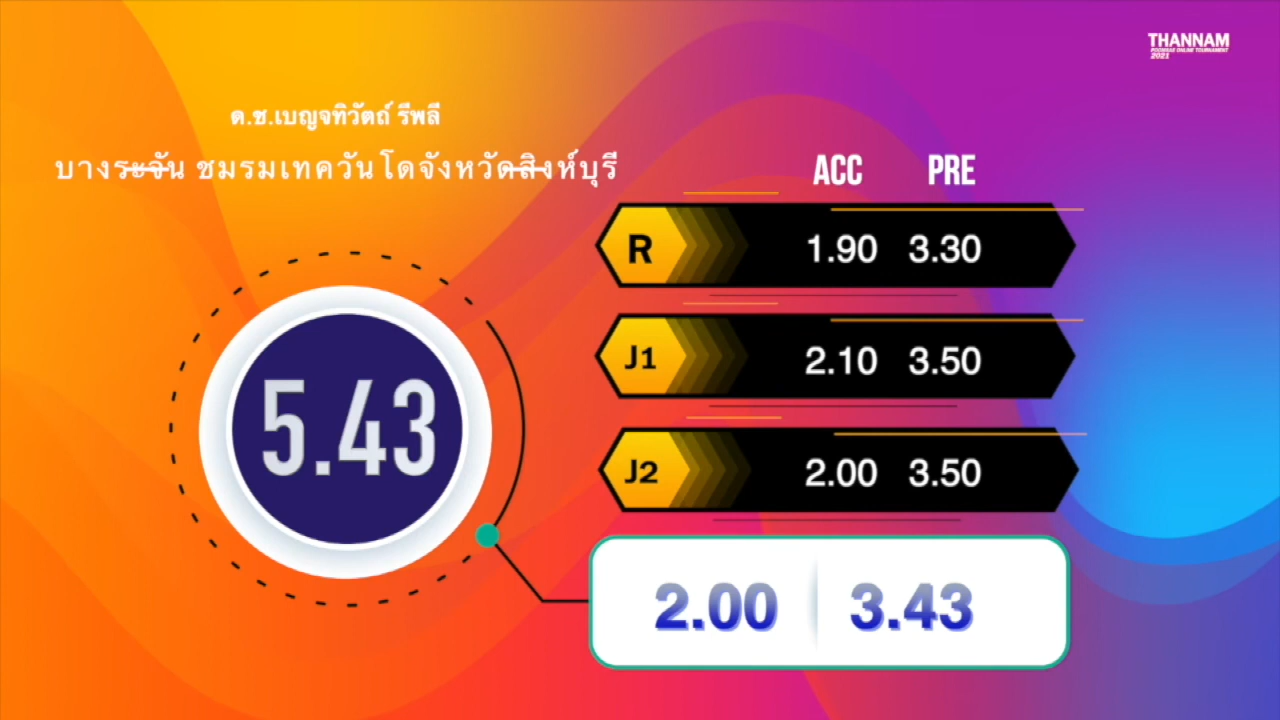 THANNAM
POOMSAE ONLINE TOURNAMENT
2021
ด.ช.เบญจทิวัตถ์ รีพลี
บางระจัน ชมรมเทควันโดจังหวัดสิงห์บุรี
ACC PRE
R 1.90 3.30
J1 2.10 3.50
J2 2.00 3.50
5.43
2.00 3.43